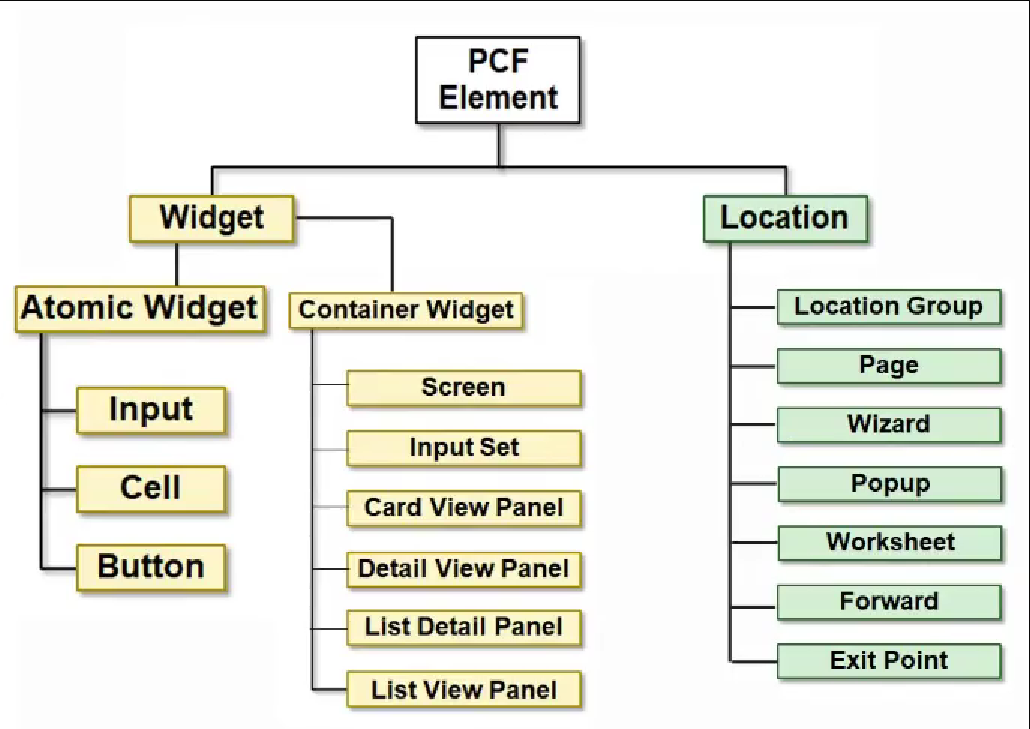 PCF
Element
Widget
Location
Atomic Widget
Container Widget
Input
Cell
Button
Screen
Input Set
Card View Panel
Detail View Panel
List Detail Panel
List View Panel
Location Group
Page
Wizard
Popup
Worksheet
Forward
Exit Point